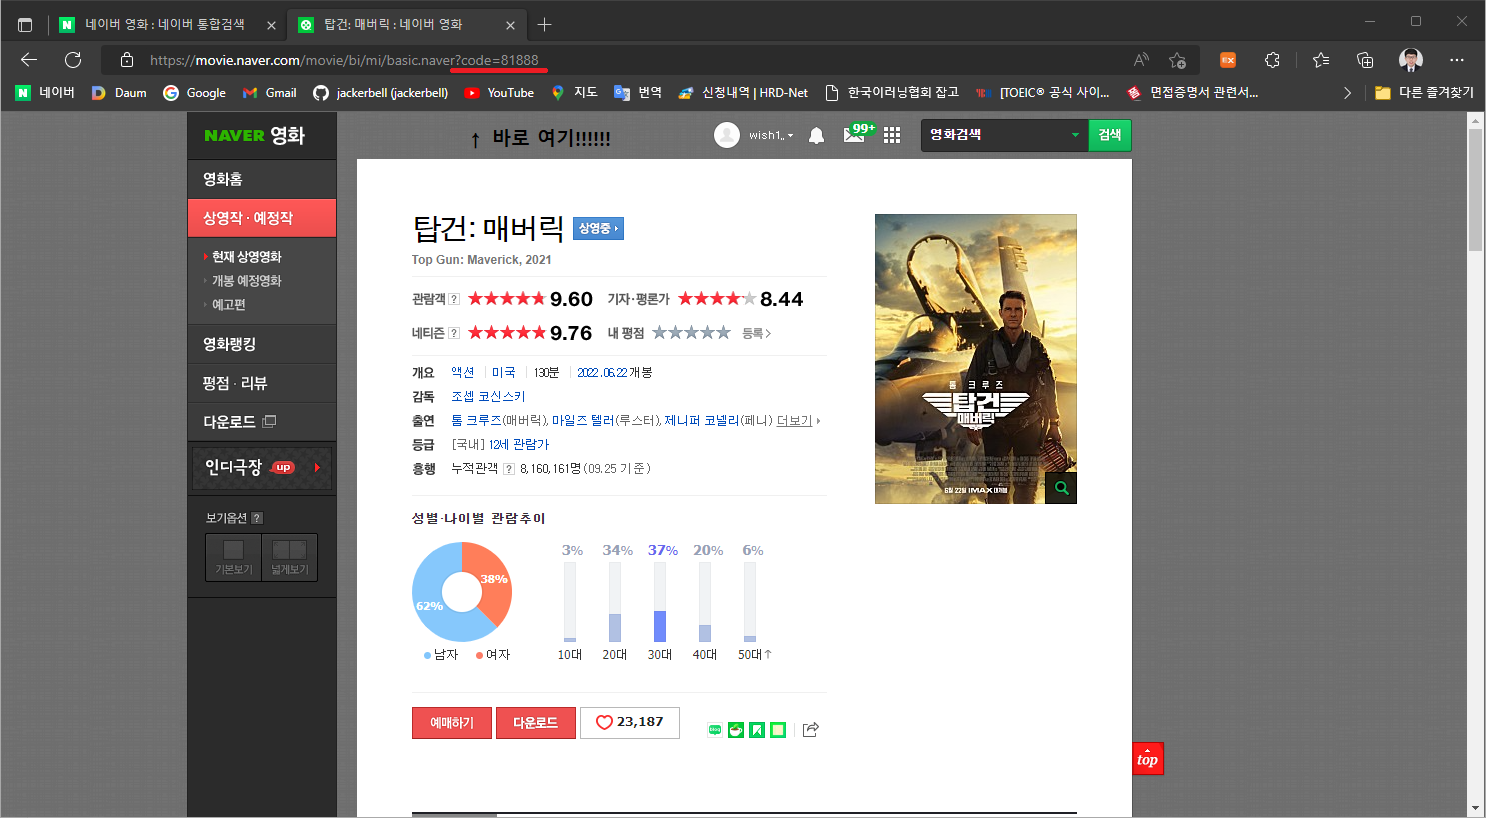 네이버 영화 : 네이버 통합검색
탑건: 매버릭 : 네이버 영화
https://movie.naver.com/movie/bi/mi/basic.naver?code=81888
네이버 Daum Google Gmail jackerbell (jackerbell) YouTube 지도 번역 신청내역 | HRD-Net 한국이러닝협회 잡고 [TOEIC® 공식 사이... 면접증명서 관련서... 다른 즐겨찾기
NAVER 영화
↑ 바로 여기!!!!!!
wish1,,
99+
영화검색
검색
영화홈
상영작 · 예정작
현재 상영영화
개봉 예정영화
예고편
영화랭킹
평점 · 리뷰
다운로드
인디극장 up
보기옵션 ?
기본보기 넓게보기
탑건: 매버릭 상영중
Top Gun: Maverick, 2021
관람객 ? 9.60 기자·평론가 8.44
네티즌 ? 9.76 내 평점 등록
개요 액션 미국 130분 2022.06.22 개봉
감독 조셉 코신스키
출연 톰 크루즈(매버릭), 마일즈 텔러(루스터), 제니퍼 코넬리(페니) 더보기
등급 [국내] 12세 관람가
흥행 누적관객 ? 8,160,161명(09.25 기준)
톰 크루즈
탑건
매버릭
6월 22일 IMAX 대개봉
성별·나이별 관람추이
38%
62%
남자 여자
3% 34% 37% 20% 6%
10대 20대 30대 40대 50대↑
예매하기 다운로드 23,187
top